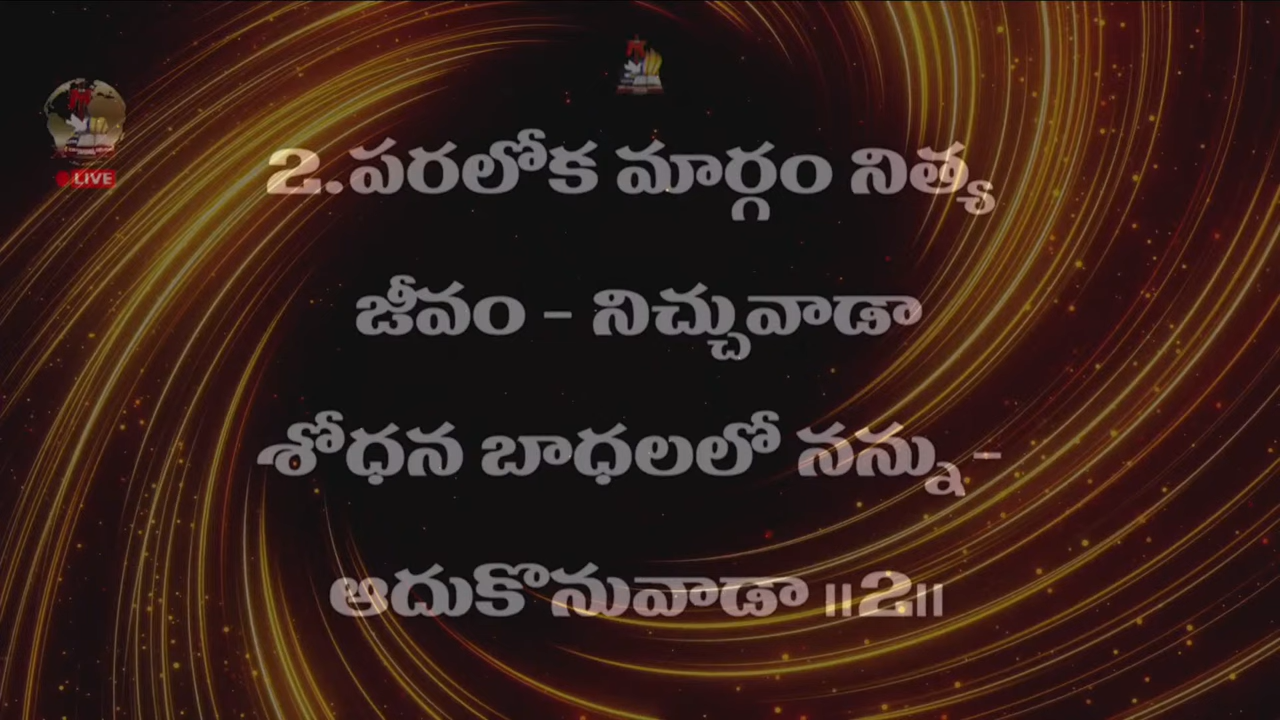 LIVE
2.పరలోక మార్గం నిత్య
జీవం - నిచ్చువాడా
శోధన బాధలలో నన్ను-
ఆదుకొనువాడా ||2||